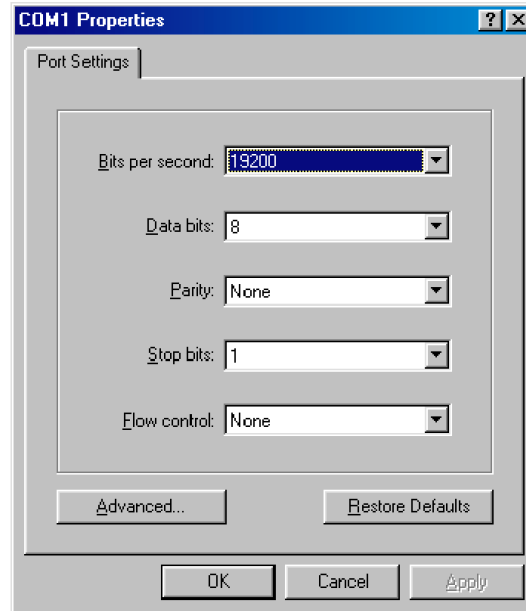 COM1 Properties
Port Settings
Bits per second: 19200
Data bits: 8
Parity: None
Stop bits: 1
Flow control: None
Advanced... Restore Defaults
OK Cancel Apply